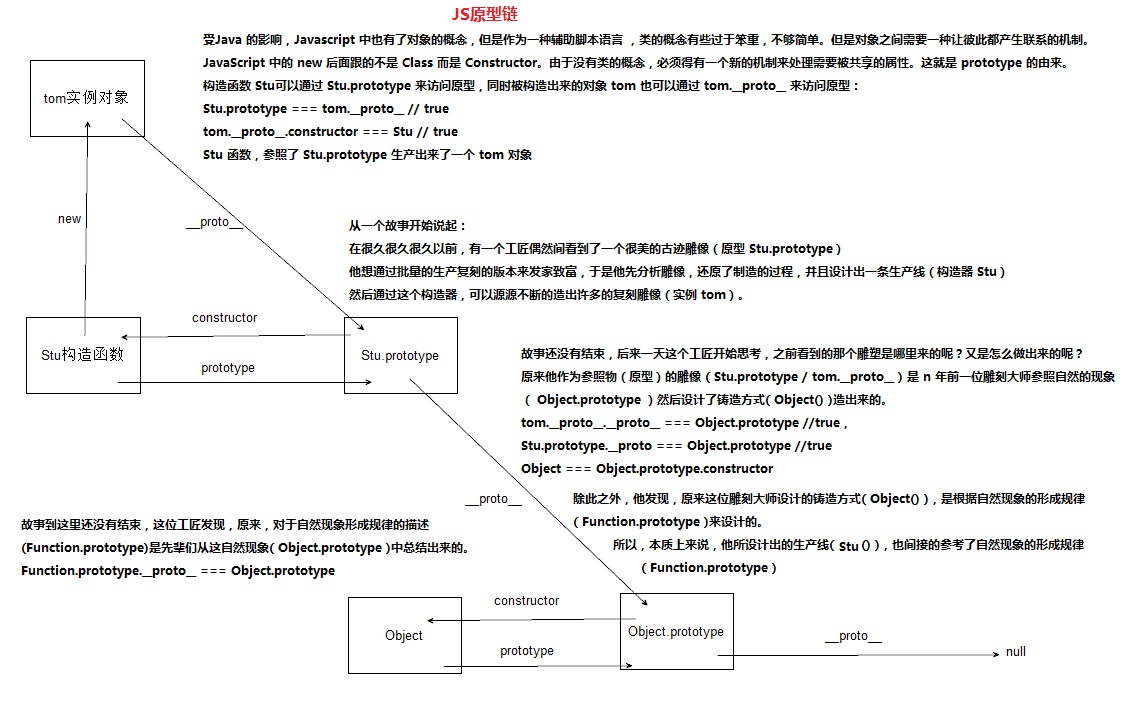 JS原型链
受Java 的影响，Javascript 中也有了对象的概念，但是作为一种辅助脚本语言 ，类的概念有些过于笨重，不够简单。但是对象之间需要一种让彼此都产生联系的机制。
JavaScript 中的 new 后面跟的不是 Class 而是 Constructor。由于没有类的概念，必须得有一个新的机制来处理需要被共享的属性。这就是 prototype 的由来。
构造函数 Stu可以通过 Stu.prototype 来访问原型，同时被构造出来的对象 tom 也可以通过 tom.__proto__ 来访问原型：
Stu.prototype === tom.__proto__ // true
tom.__proto__.constructor === Stu // true
Stu 函数，参照了 Stu.prototype 生产出来了一个 tom 对象
tom实例对象
new
__proto__
从一个故事开始说起：
在很久很久很久以前，有一个工匠偶然间看到了一个很美的古迹雕像（原型 Stu.prototype）
他想通过批量的生产复刻的版本来发家致富，于是他先分析雕像，还原了制造的过程，并且设计出一条生产线（构造器 Stu）
然后通过这个构造器，可以源源不断的造出许多的复刻雕像（实例 tom）。
constructor
Stu构造函数
Stu.prototype
prototype
故事还没有结束，后来一天这个工匠开始思考，之前看到的那个雕塑是哪里来的呢？又是怎么做出来的呢？
原来他作为参照物（原型）的雕像（Stu.prototype / tom.__proto__）是 n 年前一位雕刻大师参照自然的现象
（ Object.prototype ）然后设计了铸造方式( Object() )造出来的。
tom.__proto__.__proto__ === Object.prototype //true，
Stu.prototype.__proto === Object.prototype //true
Object === Object.prototype.constructor
__proto__
除此之外，他发现，原来这位雕刻大师设计的铸造方式( Object() )，是根据自然现象的形成规律
( Function.prototype )来设计的。
所以，本质上来说，他所设计出的生产线( Stu () )，也间接的参考了自然现象的形成规律
（ Function.prototype ）
故事到这里还没有结束，这位工匠发现，原来，对于自然现象形成规律的描述
(Function.prototype)是先辈们从这自然现象( Object.prototype )中总结出来的。
Function.prototype.__proto__ === Object.prototype
constructor
Object
Object.prototype
prototype
__proto__
null